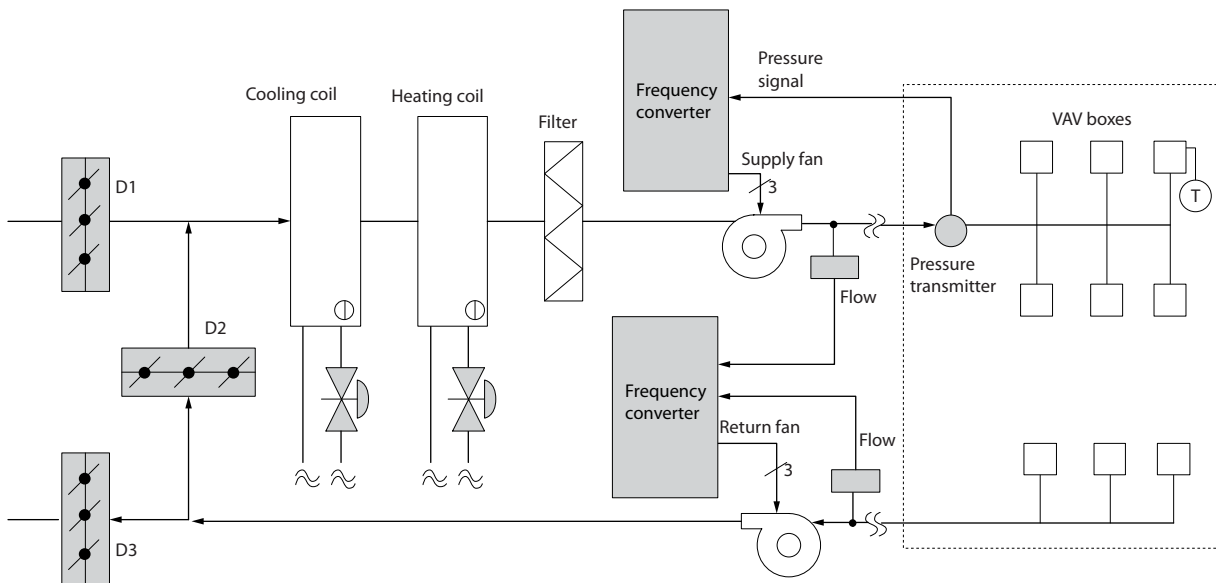 Cooling coil
Heating coil
Filter
Frequency
converter
Pressure
signal
VAV boxes
D1
Supply fan
3
T
Pressure
transmitter
Flow
D2
Frequency
converter
Return fan
3
Flow
D3